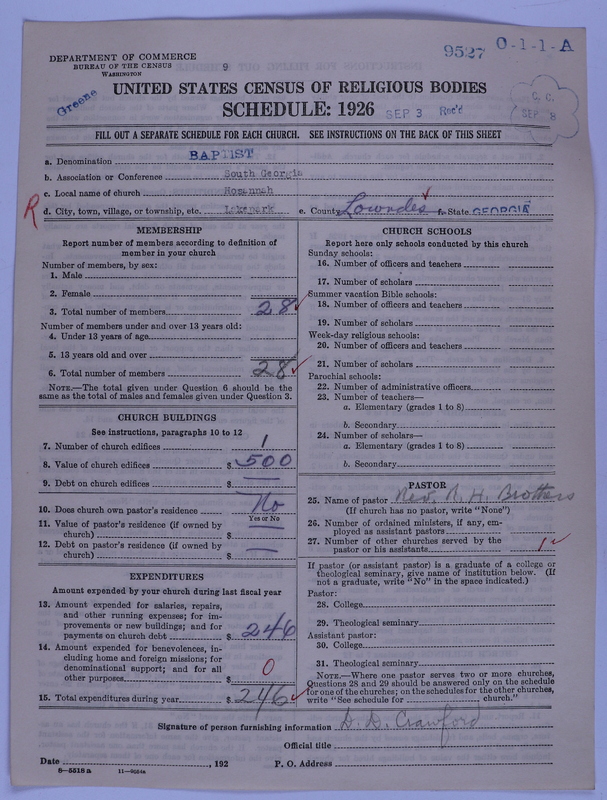 DEPARTMENT OF COMMERCE
BUREAU OF THE CENSUS
WASHINGTON
9
9527 0-1-1-A
Greene
UNITED STATES CENSUS OF RELIGIOUS BODIES
SCHEDULE: 1926
SEP 3 Rec'd
C. C.
SEP 8
FILL OUT A SEPARATE SCHEDULE FOR EACH CHURCH. SEE INSTRUCTIONS ON THE BACK OF THIS SHEET
a. Denomination BAPTIST
b. Association or Conference South Georgia
c. Local name of church Rosannah
R d. City, town, village, or township, etc. Lakepark e. County Lowndes f. State GEORGIA
MEMBERSHIP
Report number of members according to definition of
member in your church
Number of members, by sex:
1. Male
2. Female
3. Total number of members 28
Number of members under and over 13 years old:
4. Under 13 years of age
5. 13 years old and over
6. Total number of members 28
NOTE.—The total given under Question 6 should be
same as the total of males and females given under Question 3.
CHURCH BUILDINGS
See instructions, paragraphs 10 to 12
7. Number of church edifices 1
8. Value of church edifices $ 500
9. Debt on church edifices $ —
10. Does church own pastor's residence No
Yes or No
11. Value of pastor's residence (if owned by
church) $ —
12. Debt on pastor's residence (if owned by
church) $ —
EXPENDITURES
Amount expended by your church during last fiscal year
13. Amount expended for salaries, repairs,
and other running expenses; for im-
provements or new buildings; and for
payments on church debt $ 246
14. Amount expended for benevolences, in-
cluding home and foreign missions; for
denominational support; and for all
other purposes $ 0
15. Total expenditures during year $ 246
CHURCH SCHOOLS
Report here only schools conducted by this church
Sunday schools:
16. Number of officers and teachers
17. Number of scholars
Summer vacation Bible schools:
18. Number of officers and teachers
19. Number of scholars
Week-day religious schools:
20. Number of officers and teachers
21. Number of scholars
Parochial schools:
22. Number of administrative officers
23. Number of teachers—
a. Elementary (grades 1 to 8)
b. Secondary
24. Number of scholars—
a. Elementary (grades 1 to 8)
b. Secondary
PASTOR
25. Name of pastor Rev. R. H. Brothers
(If church has no pastor, write "None")
26. Number of ordained ministers, if any, em-
ployed as assistant pastors
27. Number of other churches served by the
pastor or his assistants 1
If pastor (or assistant pastor) is a graduate of a college or
theological seminary, give name of institution below. (If
not a graduate, write "No" in the space indicated.)
Pastor:
28. College
29. Theological seminary
Assistant pastor:
30. College
31. Theological seminary
NOTE.—Where one pastor serves two or more churches,
Questions 28 and 29 should be answered only on the schedule
for one of the churches; on the schedules for the other churches,
write "See schedule for church."
Signature of person furnishing information D. D. Crawford
Official title
Date , 192 P. O. Address
8—5518 a